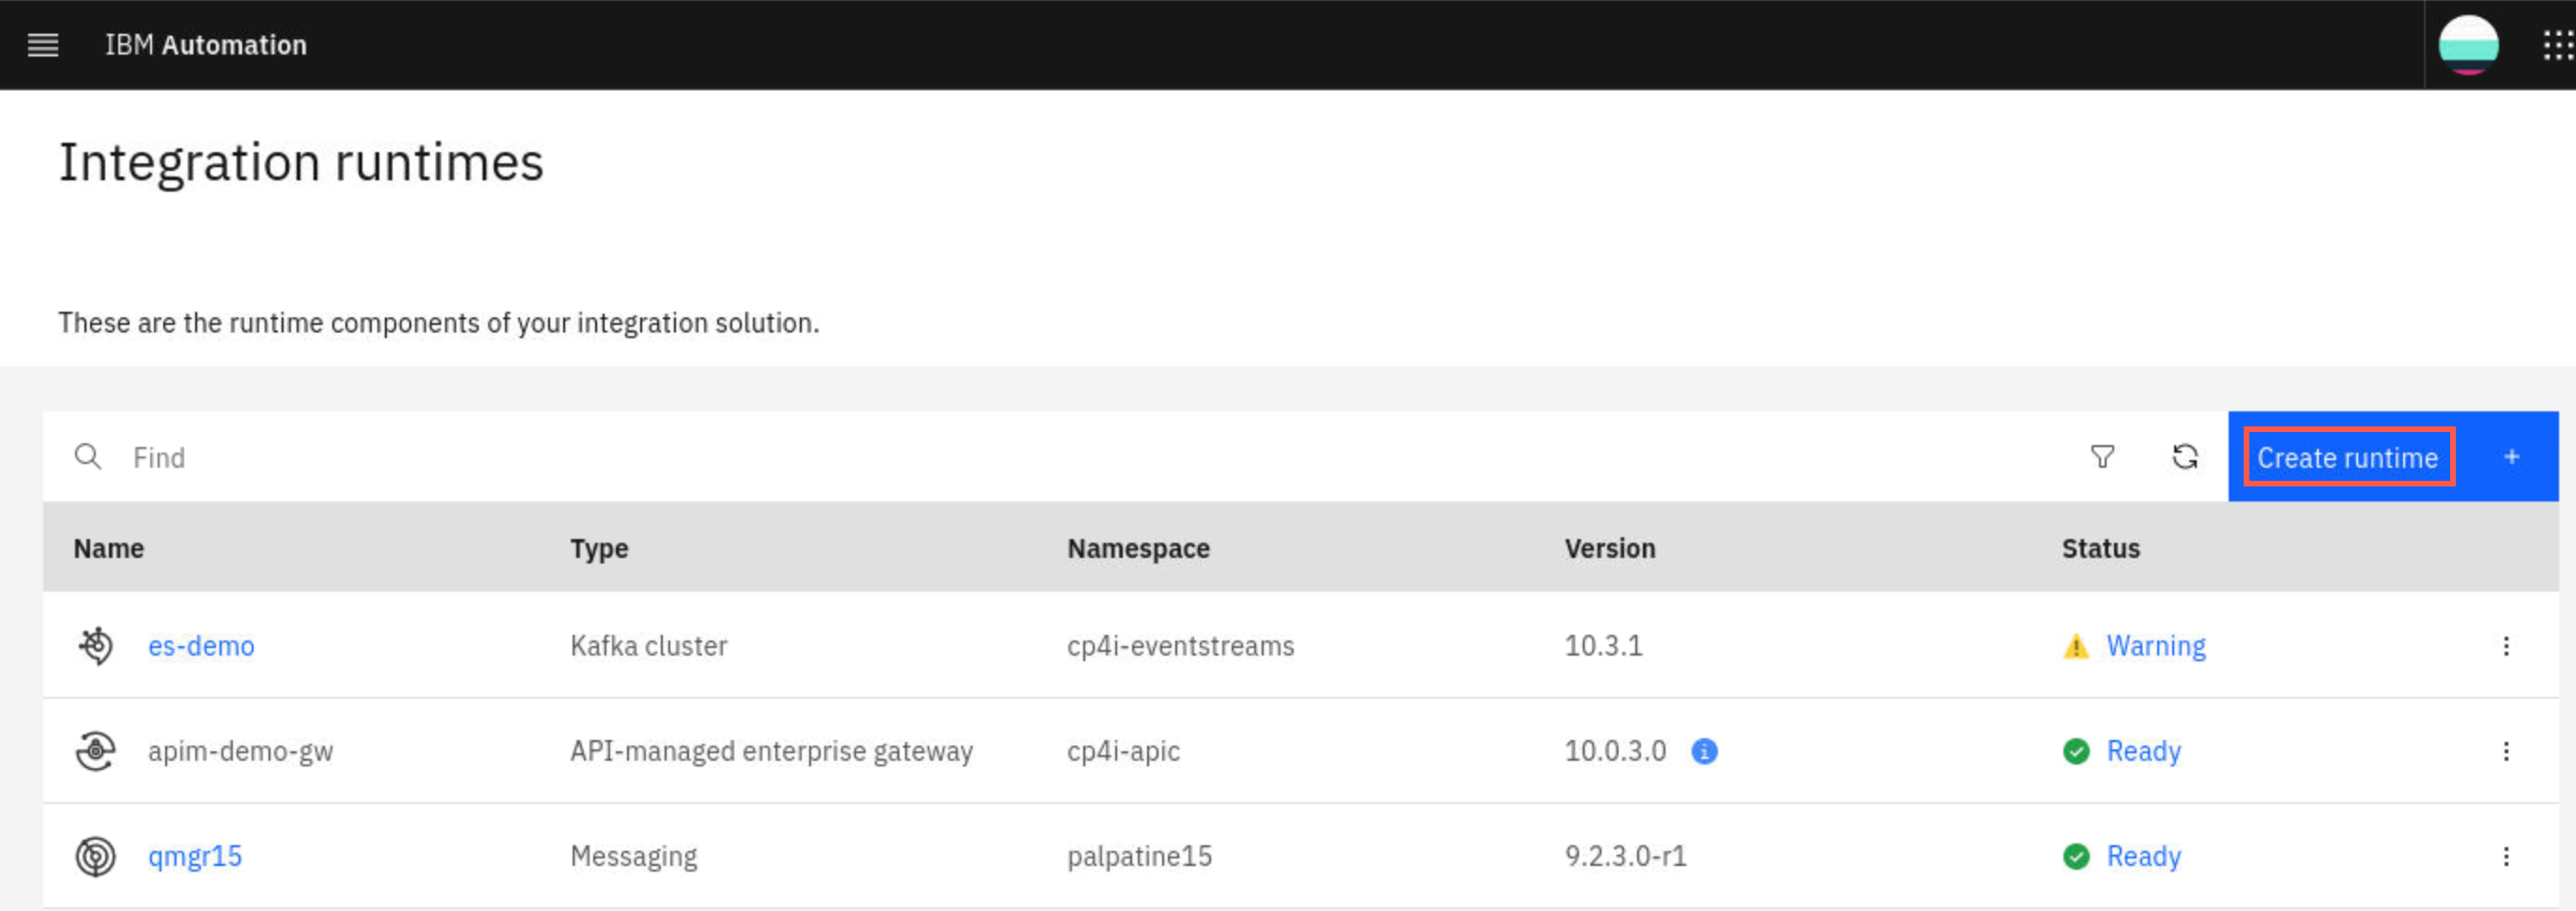 IBM Automation
Integration runtimes
These are the runtime components of your integration solution.
Find
Create runtime +
Name Type Namespace Version Status
es-demo Kafka cluster cp4i-eventstreams 10.3.1 Warning
apim-demo-gw API-managed enterprise gateway cp4i-apic 10.0.3.0 Ready
qmgr15 Messaging palpatine15 9.2.3.0-r1 Ready